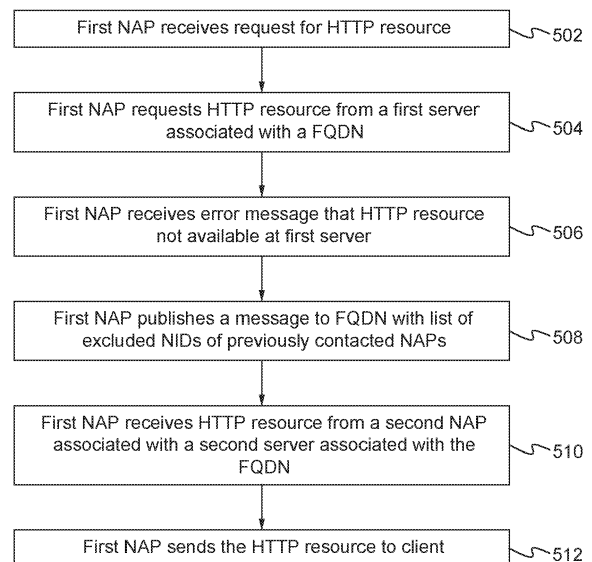 First NAP receives request for HTTP resource
502
First NAP requests HTTP resource from a first server
associated with a FQDN
504
First NAP receives error message that HTTP resource
not available at first server
506
First NAP publishes a message to FQDN with list of
excluded NIDs of previously contacted NAPs
508
First NAP receives HTTP resource from a second NAP
associated with a second server associated with the
FQDN
510
First NAP sends the HTTP resource to client
512